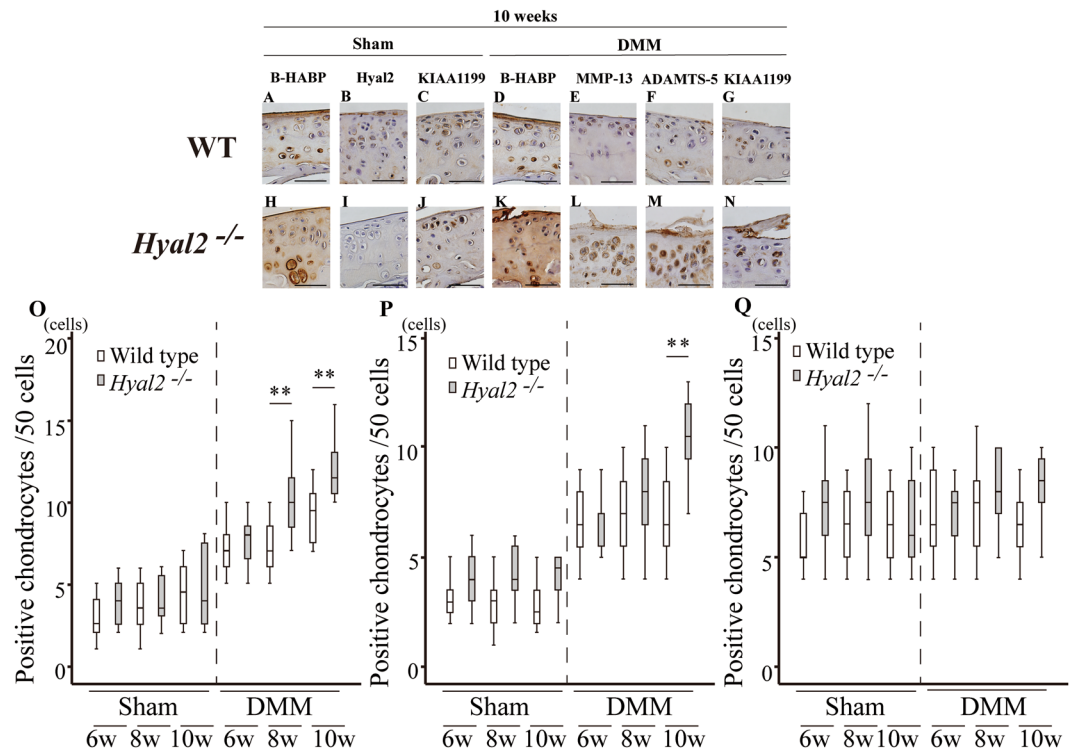 10 weeks
Sham DMM
B-HABP Hyal2 KIAA1199 B-HABP MMP-13 ADAMTS-5 KIAA1199
A B C D E F G
WT
H I J K L M N
Hyal2 -/-
O
(cells)
20
15
10
5
0
Positive chondrocytes /50 cells
Wild type
Hyal2 -/-
**
**
Sham DMM
6w 8w 10w 6w 8w 10w
P
(cells)
15
10
5
0
Positive chondrocytes /50 cells
Wild type
Hyal2 -/-
**
Sham DMM
6w 8w 10w 6w 8w 10w
Q
(cells)
15
10
5
0
Positive chondrocytes /50 cells
Wild type
Hyal2 -/-
Sham DMM
6w 8w 10w 6w 8w 10w